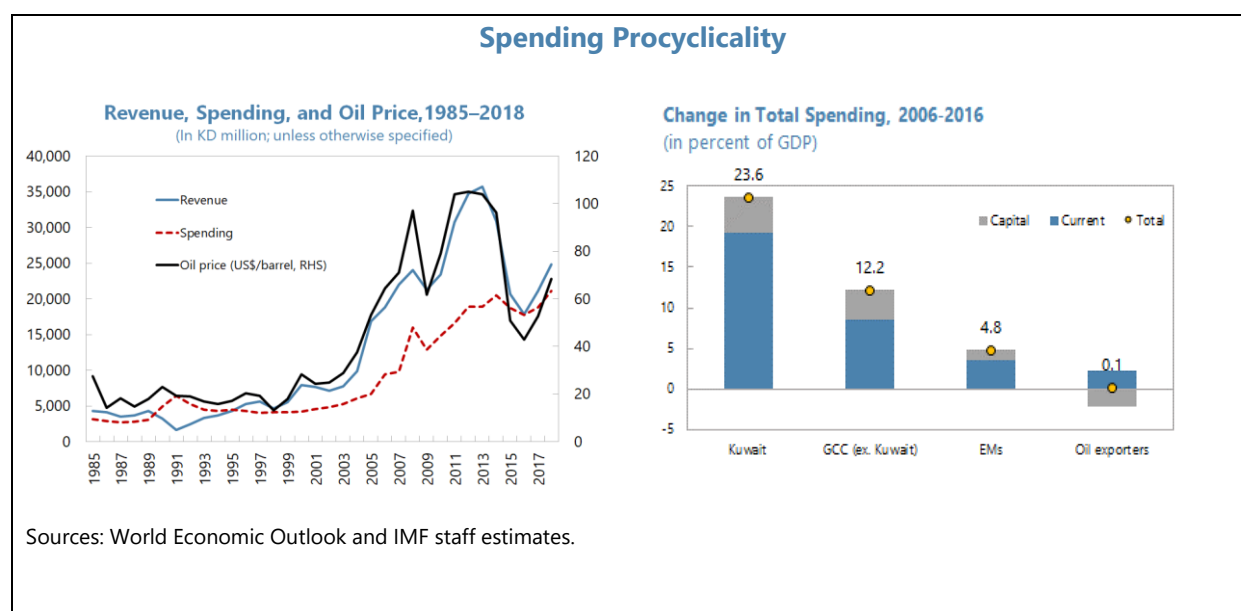 Spending Procyclicality
Revenue, Spending, and Oil Price,1985–2018
(In KD million; unless otherwise specified)
40,000
35,000
30,000
25,000
20,000
15,000
10,000
5,000
0
120
100
80
60
40
20
0
Revenue
Spending
Oil price (US$/barrel, RHS)
1985
1987
1989
1991
1993
1995
1997
1999
2001
2003
2005
2007
2009
2011
2013
2015
2017
Change in Total Spending, 2006-2016
(in percent of GDP)
25
20
15
10
5
0
-5
23.6
12.2
4.8
0.1
Capital
Current
Total
Kuwait
GCC (ex. Kuwait)
EMs
Oil exporters
Sources: World Economic Outlook and IMF staff estimates.